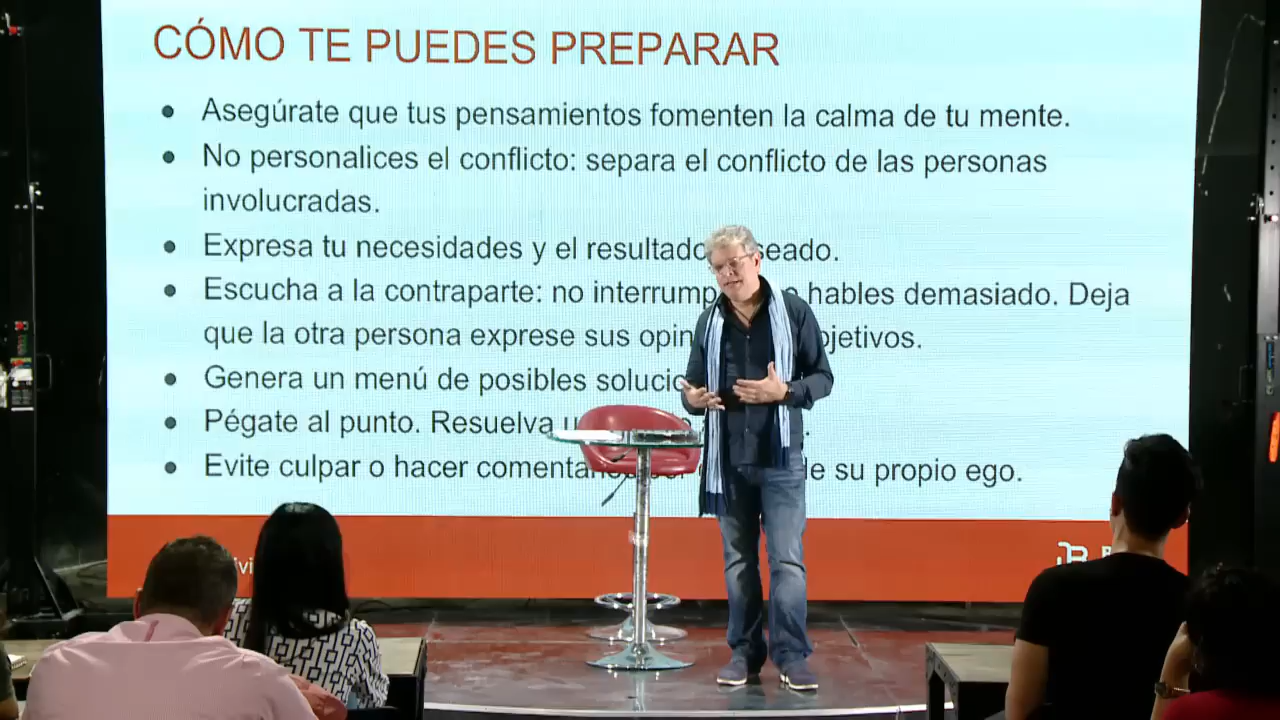 CÓMO TE PUEDES PREPARAR
● Asegúrate que tus pensamientos fomenten la calma de tu mente.
● No personalices el conflicto: separa el conflicto de las personas
involucradas.
● Expresa tu necesidades y el resultado seado.
● Escucha a la contraparte: no interrump hables demasiado. Deja
que la otra persona exprese sus opin jetivos.
● Genera un menú de posibles solucio
● Pégate al punto. Resuelva
● Evite culpar o hacer comenta de su propio ego.